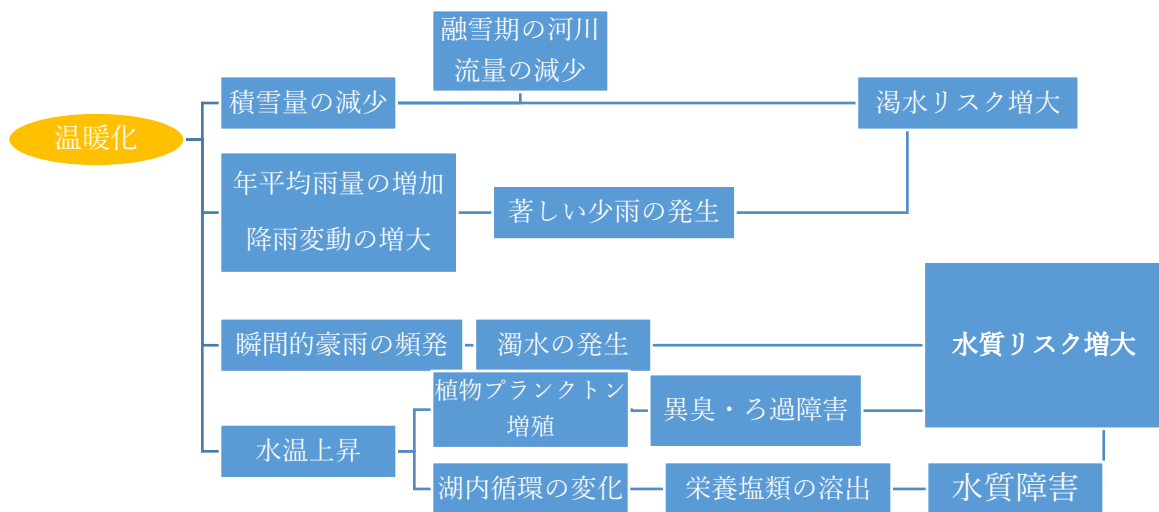 融雪期の河川
流量の減少
積雪量の減少
渇水リスク増大
温暖化
年平均雨量の増加
降雨変動の増大
著しい少雨の発生
瞬間的豪雨の頻発
濁水の発生
水質リスク増大
植物プランクトン
増殖
異臭・ろ過障害
水温上昇
湖内循環の変化
栄養塩類の溶出
水質障害